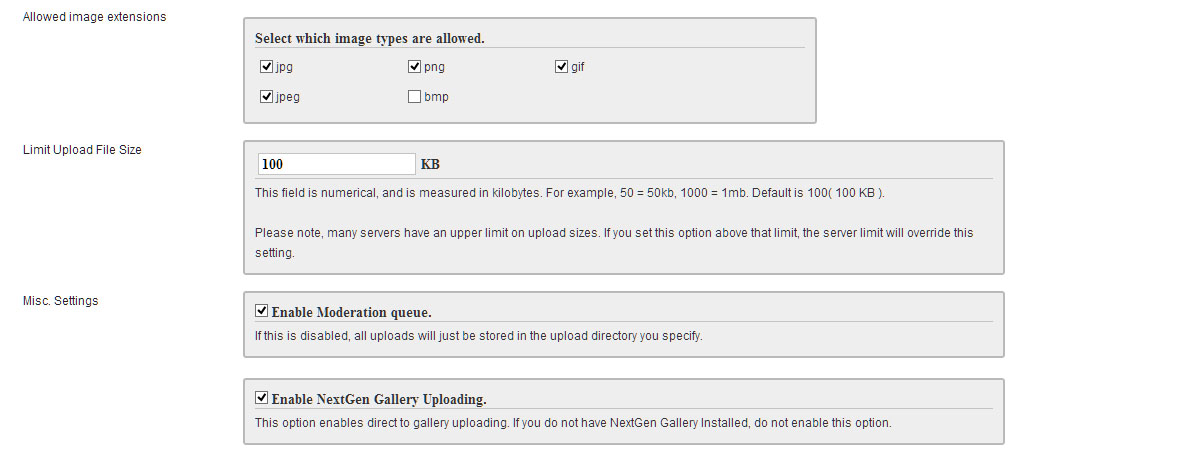 Allowed image extensions
Select which image types are allowed.
jpg png gif
jpeg bmp
Limit Upload File Size
100 KB
This field is numerical, and is measured in kilobytes. For example, 50 = 50kb, 1000 = 1mb. Default is 100( 100 KB ).
Please note, many servers have an upper limit on upload sizes. If you set this option above that limit, the server limit will override this
setting.
Misc. Settings
Enable Moderation queue.
If this is disabled, all uploads will just be stored in the upload directory you specify.
Enable NextGen Gallery Uploading.
This option enables direct to gallery uploading. If you do not have NextGen Gallery Installed, do not enable this option.